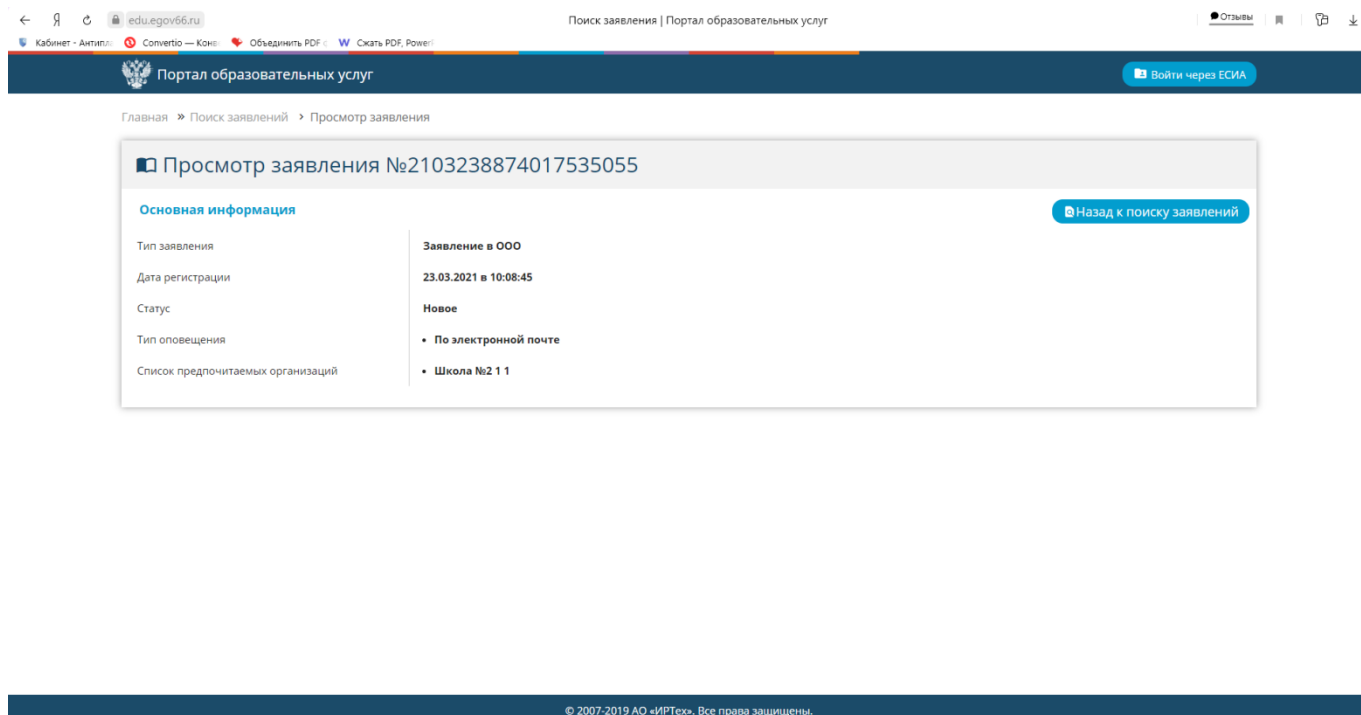 edu.egov66.ru
Поиск заявления | Портал образовательных услуг
Отзывы
Кабинет - Антипла
Convertio — Конв
Объединить PDF с
W Сжать PDF, Power
Портал образовательных услуг
Войти через ЕСИА
Главная » Поиск заявлений > Просмотр заявления
Просмотр заявления №2103238874017535055
Основная информация
Назад к поиску заявлений
Тип заявления Заявление в ООО
Дата регистрации 23.03.2021 в 10:08:45
Статус Новое
Тип оповещения • По электронной почте
Список предпочитаемых организаций • Школа №2 1 1
© 2007-2019 АО «ИРТех». Все права защищены.